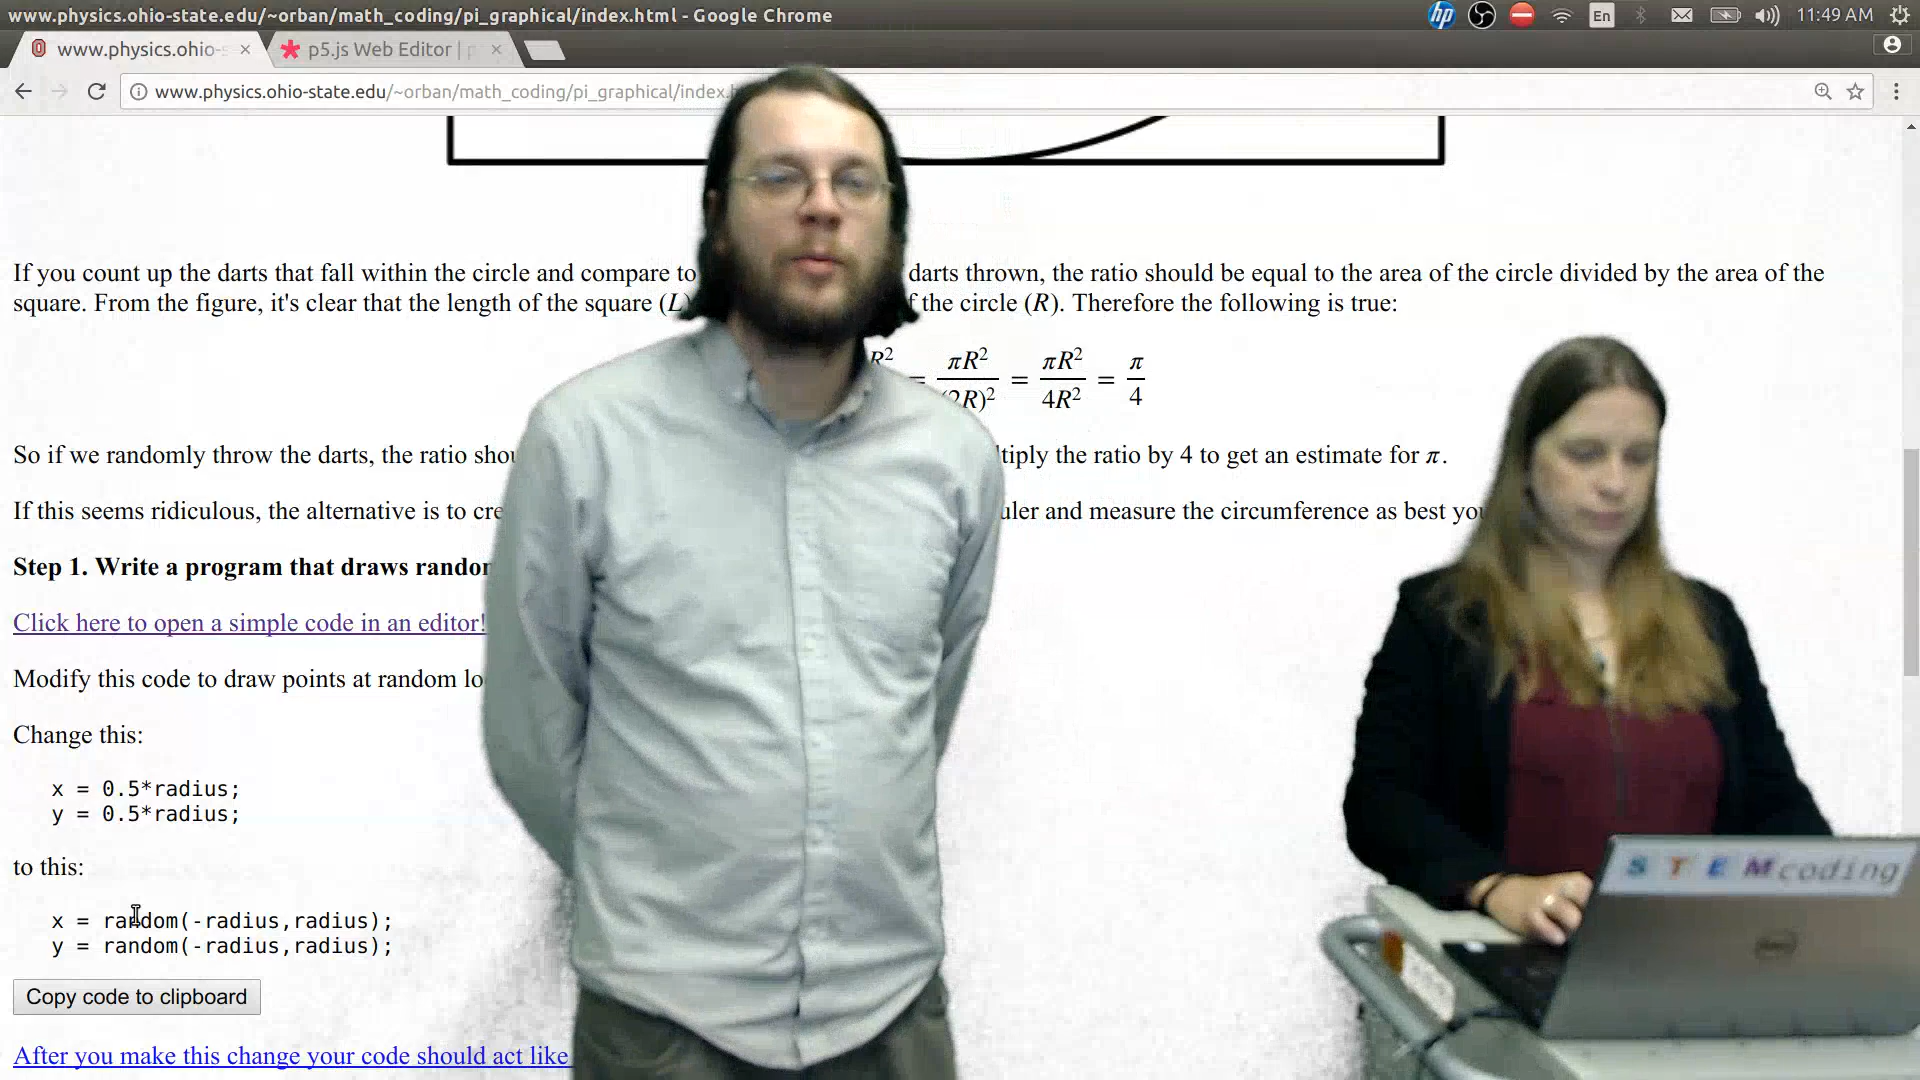 www.physics.ohio-state.edu/~orban/math_coding/pi_graphical/index.html - Google Chrome
hp
En
11:49 AM
www.physics.ohio-
p5.js Web Editor |
www.physics.ohio-state.edu/~orban/math_coding/pi_graphical/index.
If you count up the darts that fall within the circle and compare to darts thrown, the ratio should be equal to the area of the circle divided by the area of the
square. From the figure, it's clear that the length of the square (L) the circle (R). Therefore the following is true:
R² = πR² / (2R)² = πR² / 4R² = π / 4
So if we randomly throw the darts, the ratio the ratio by 4 to get an estimate for π.
If this seems ridiculous, the alternative is to and measure the circumference as best
Step 1. Write a program that draws
Click here to open a simple code in an editor!
Modify this code to draw points at random
Change this:
x = 0.5*radius;
y = 0.5*radius;
to this:
x = random(-radius,radius);
y = random(-radius,radius);
Copy code to clipboard
After you make this change your code should act like
STEMcoding
DELL